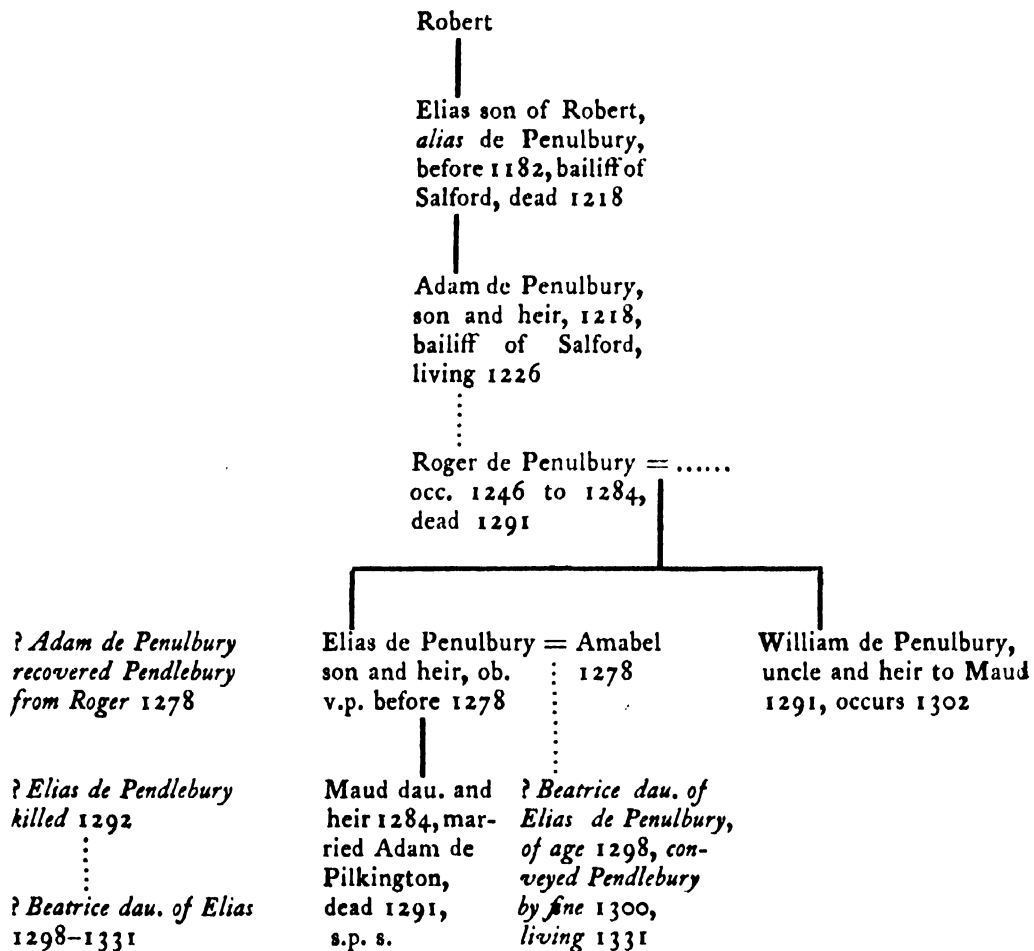 Robert
Elias son of Robert,
alias de Penulbury,
before 1182, bailiff of
Salford, dead 1218
Adam de Penulbury,
son and heir, 1218,
bailiff of Salford,
living 1226
Roger de Penulbury = ......
occ. 1246 to 1284,
dead 1291
? Adam de Penulbury
recovered Pendlebury
from Roger 1278
Elias de Penulbury = Amabel
son and heir, ob. 1278
v.p. before 1278
William de Penulbury,
uncle and heir to Maud
1291, occurs 1302
? Elias de Pendlebury
killed 1292
? Beatrice dau. of Elias
1298–1331
Maud dau. and
heir 1284, mar-
ried Adam de
Pilkington,
dead 1291,
s.p. s.
? Beatrice dau. of
Elias de Penulbury,
of age 1298, con-
veyed Pendlebury
by fine 1300,
living 1331